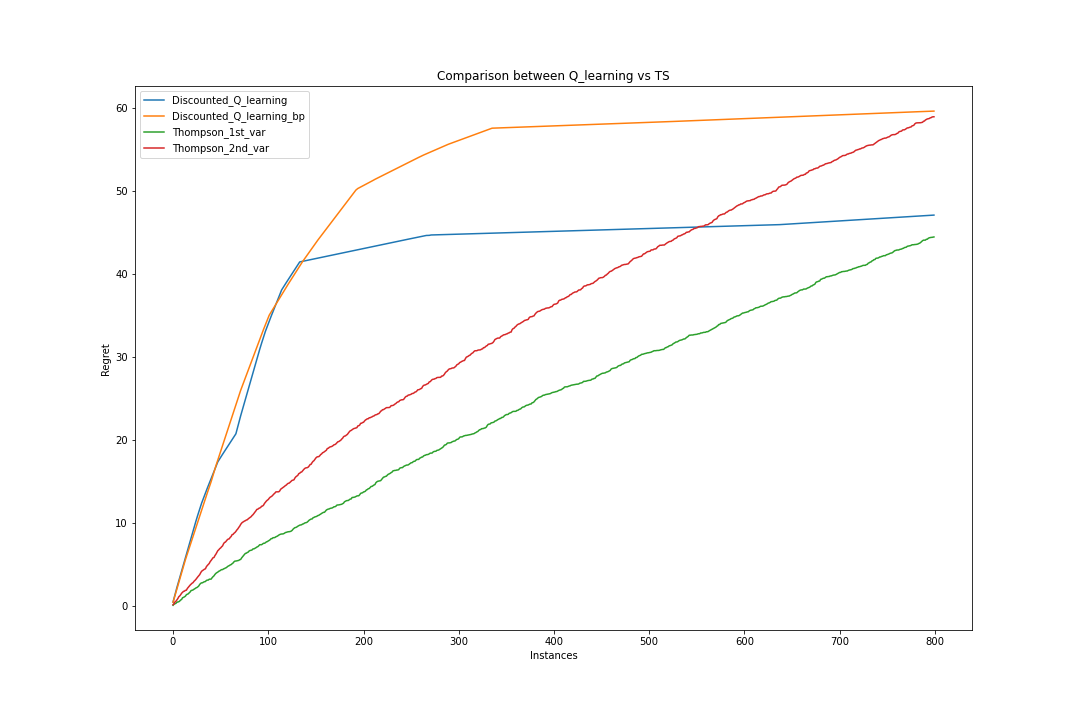 Comparison between Q_learning vs TS
Discounted_Q_learning
Discounted_Q_learning_bp
Thompson_1st_var
Thompson_2nd_var
60
50
40
30
20
10
0
Regret
0 100 200 300 400 500 600 700 800
Instances